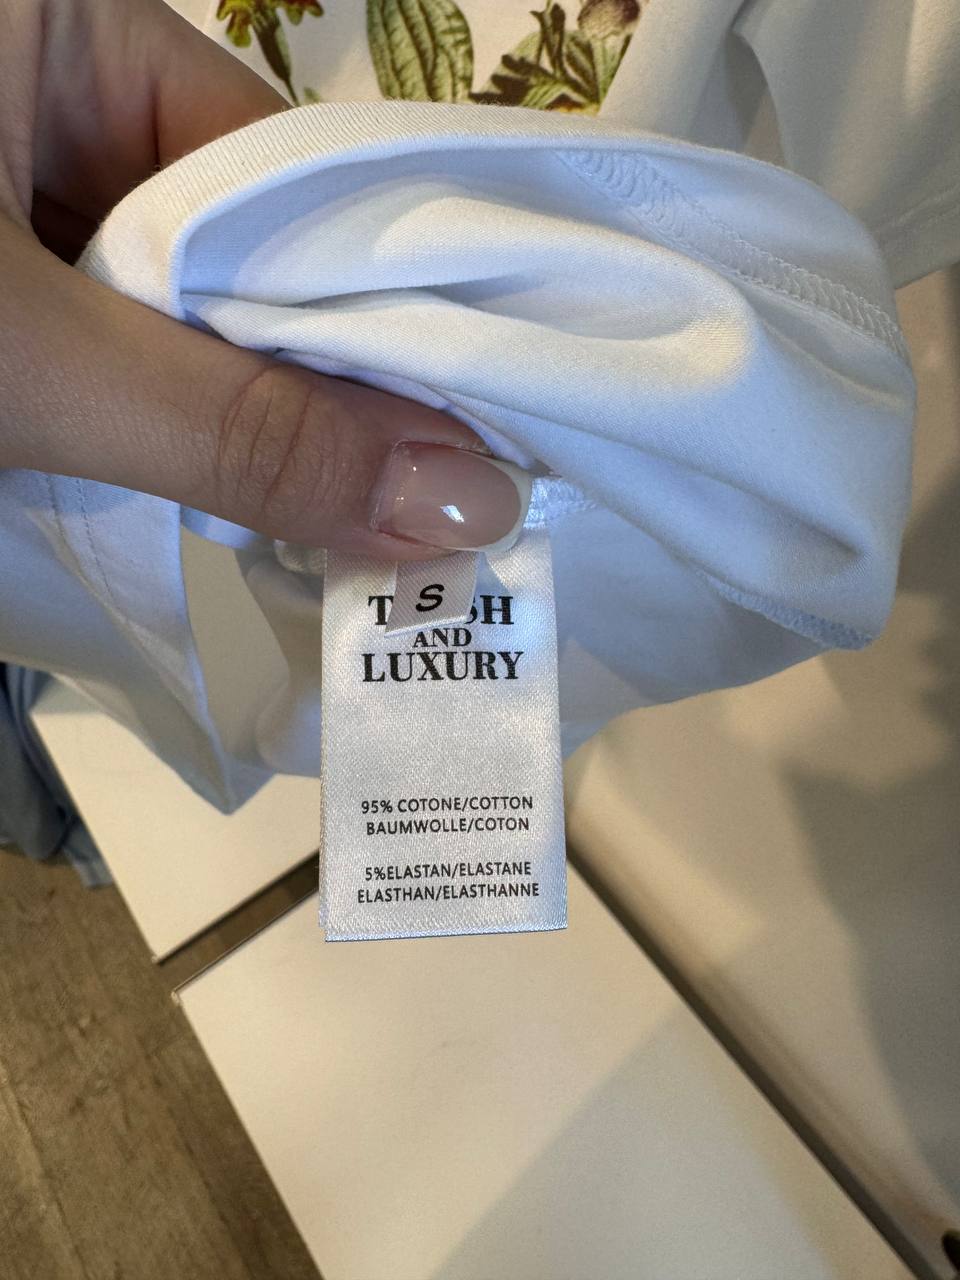 S
AND
LUXURY
95% COTONE/COTTON
BAUMWOLLE/COTON
5%ELASTAN/ELASTANE
ELASTHAN/ELASTHANNE